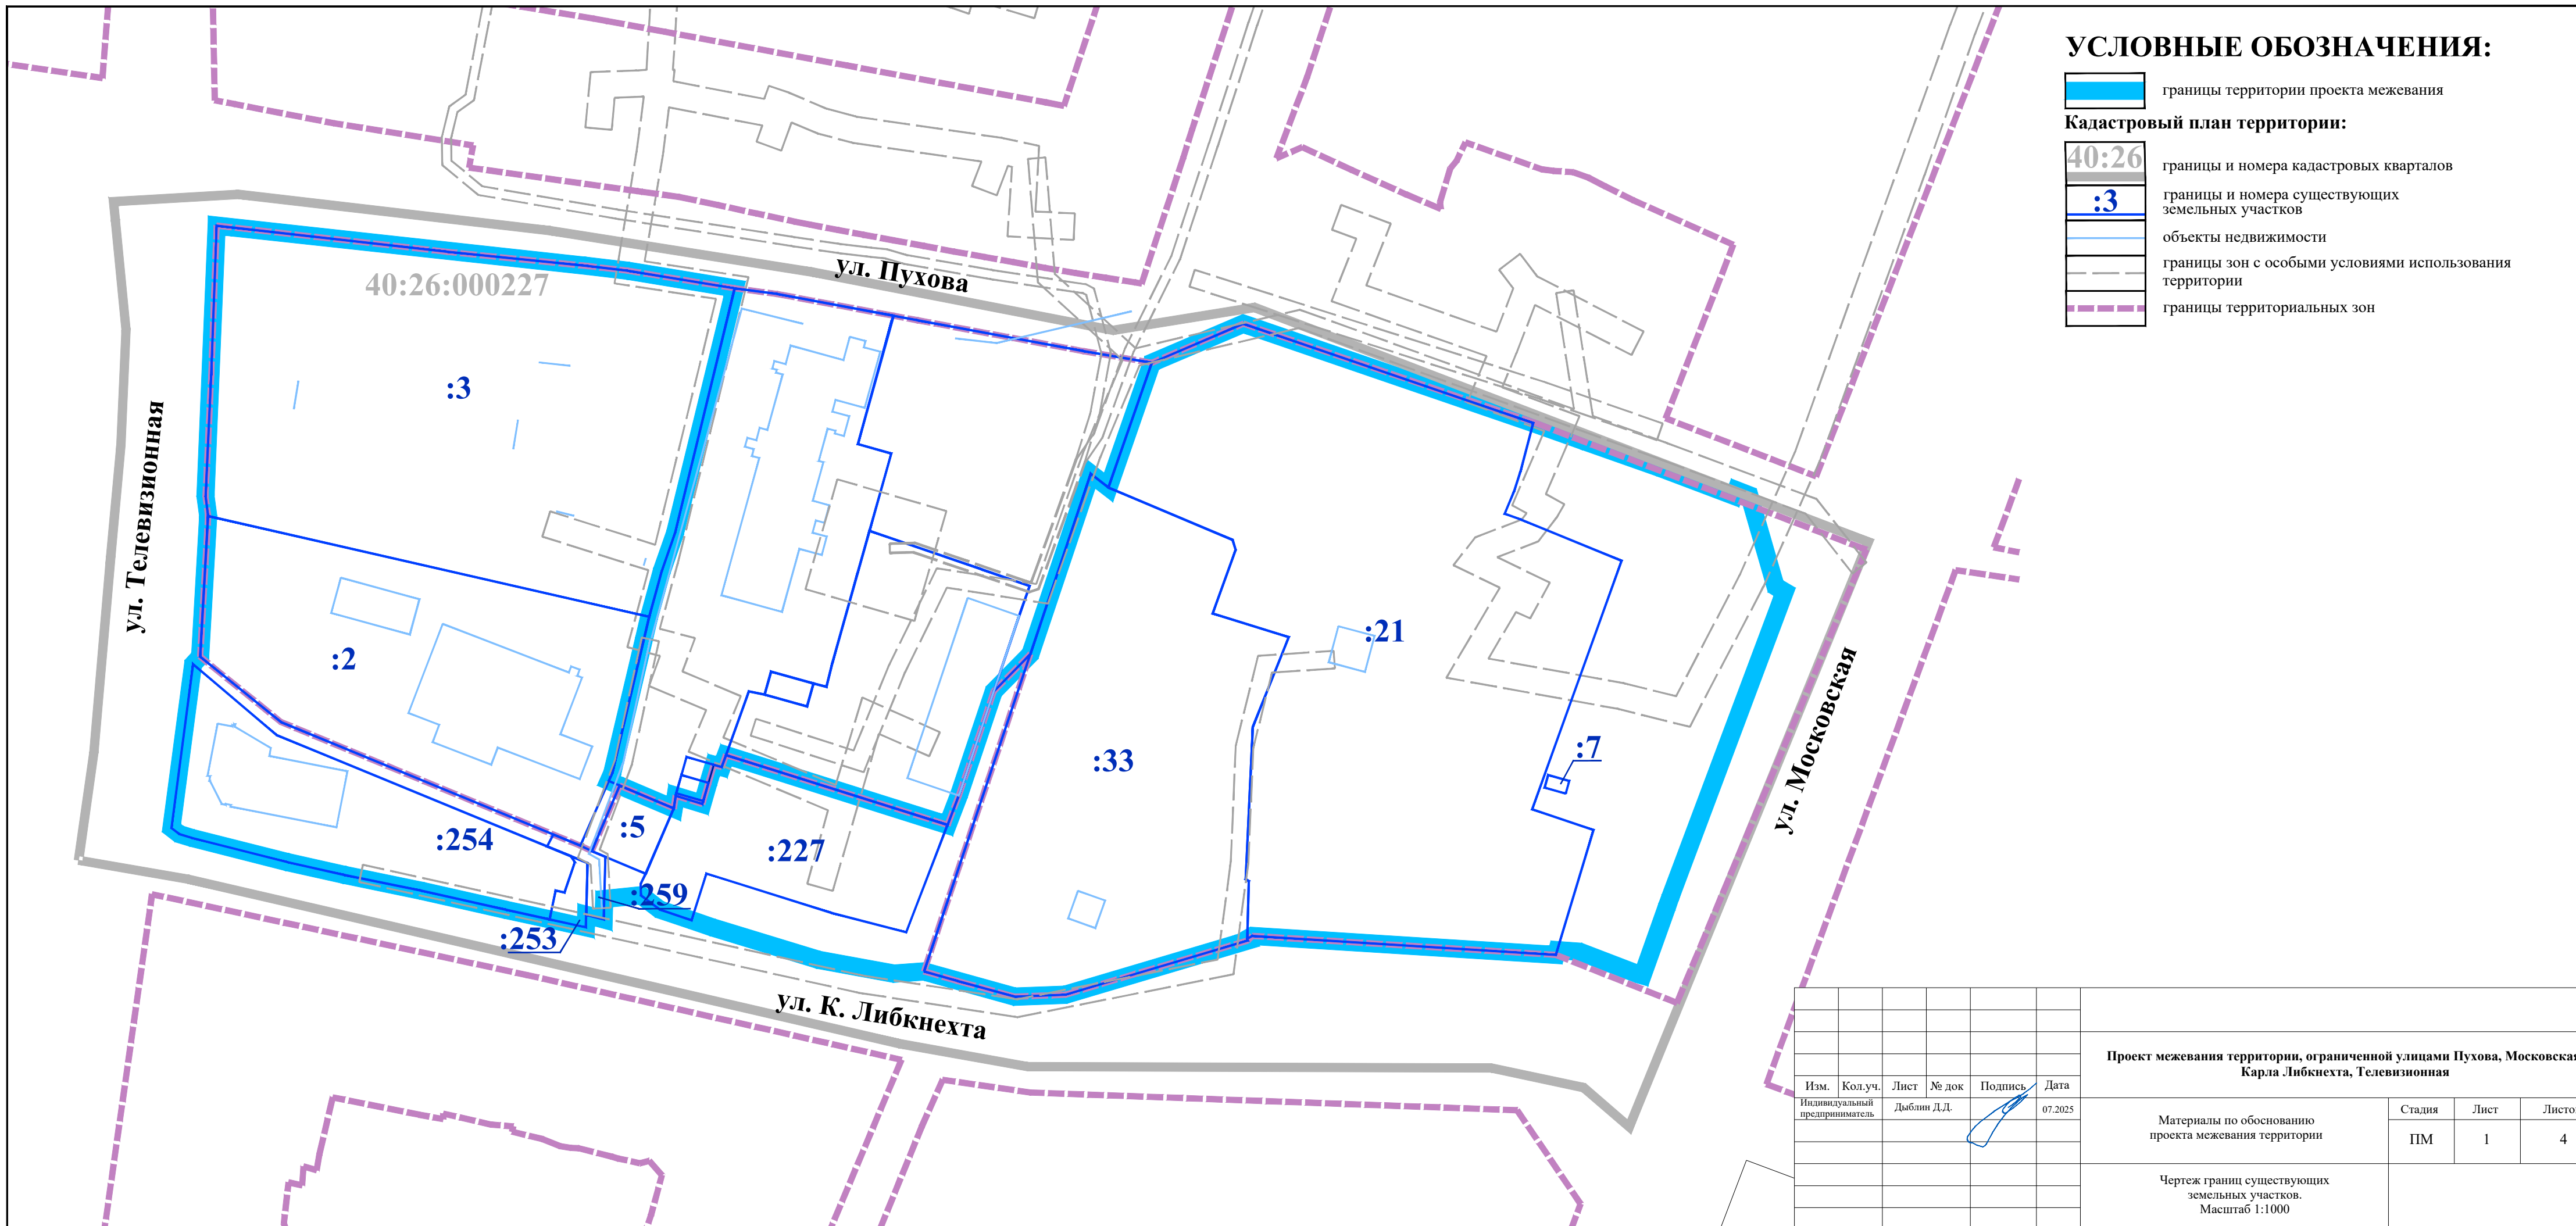 УСЛОВНЫЕ ОБОЗНАЧЕНИЯ:
границы территории проекта межевания
Кадастровый план территории:
40:26
границы и номера кадастровых кварталов
:3
границы и номера существующих
земельных участков
объекты недвижимости
границы зон с особыми условиями использования
территории
границы территориальных зон
ул. Пухова
40:26:000227
:3
ул. Телевизионная
:2
:21
:33
:7
ул. Московская
:5
:254
:227
:259
:253
ул. К. Либкнехта
Проект межевания территории, ограниченной улицами Пухова, Московская
Карла Либкнехта, Телевизионная
Изм. Кол.уч. Лист № док Подпись Дата
Индивидуальный
предприниматель
Дыблин Д.Д.
07.2025
Материалы по обоснованию
проекта межевания территории
Стадия Лист Листо
ПМ 1 4
Чертеж границ существующих
земельных участков.
Масштаб 1:1000